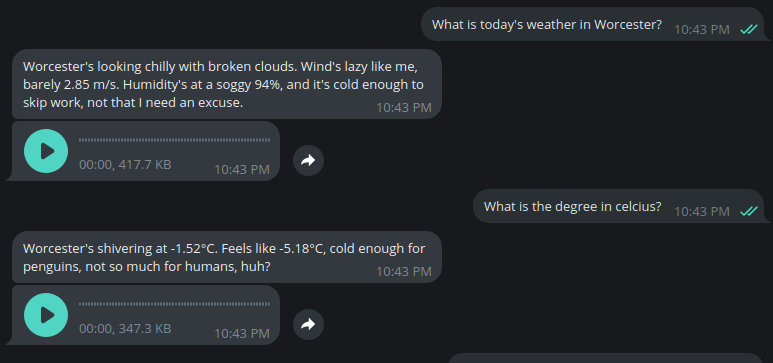 What is today's weather in Worcester? 10:43 PM
Worcester's looking chilly with broken clouds. Wind's lazy like me,
barely 2.85 m/s. Humidity's at a soggy 94%, and it's cold enough to
skip work, not that I need an excuse. 10:43 PM
00:00, 417.7 KB 10:43 PM
What is the degree in celcius? 10:43 PM
Worcester's shivering at -1.52°C. Feels like -5.18°C, cold enough for
penguins, not so much for humans, huh? 10:43 PM
00:00, 347.3 KB 10:43 PM